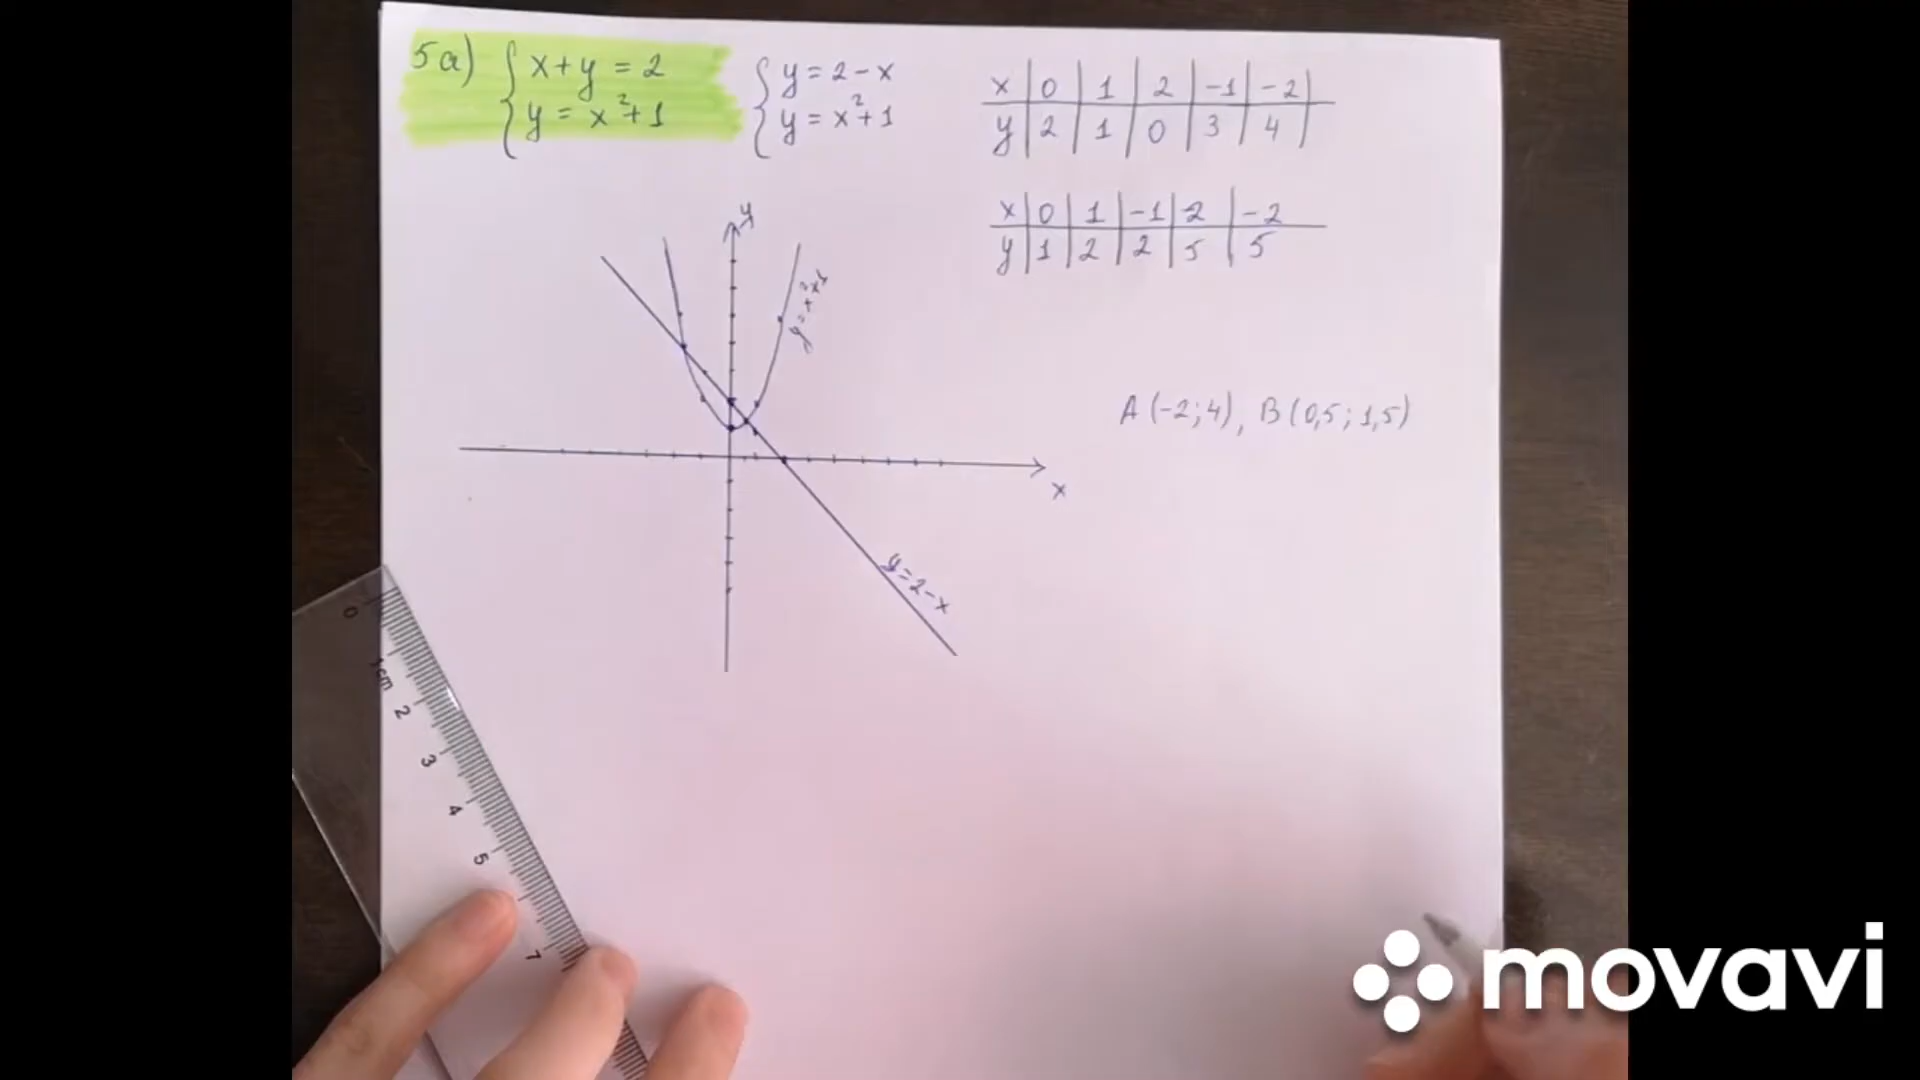 5a) { x+y = 2
y = x²+1
{ y = 2-x
y = x²+1
x | 0 | 1 | 2 | -1 | -2 |
y | 2 | 1 | 0 | 3 | 4 |
x | 0 | 1 | -1 | 2 | -2
y | 1 | 2 | 2 | 5 | 5
y
x
y=2-x
A (-2;4), B (0,5; 1,5)
0
1cm
2
3
4
5
7
movavi